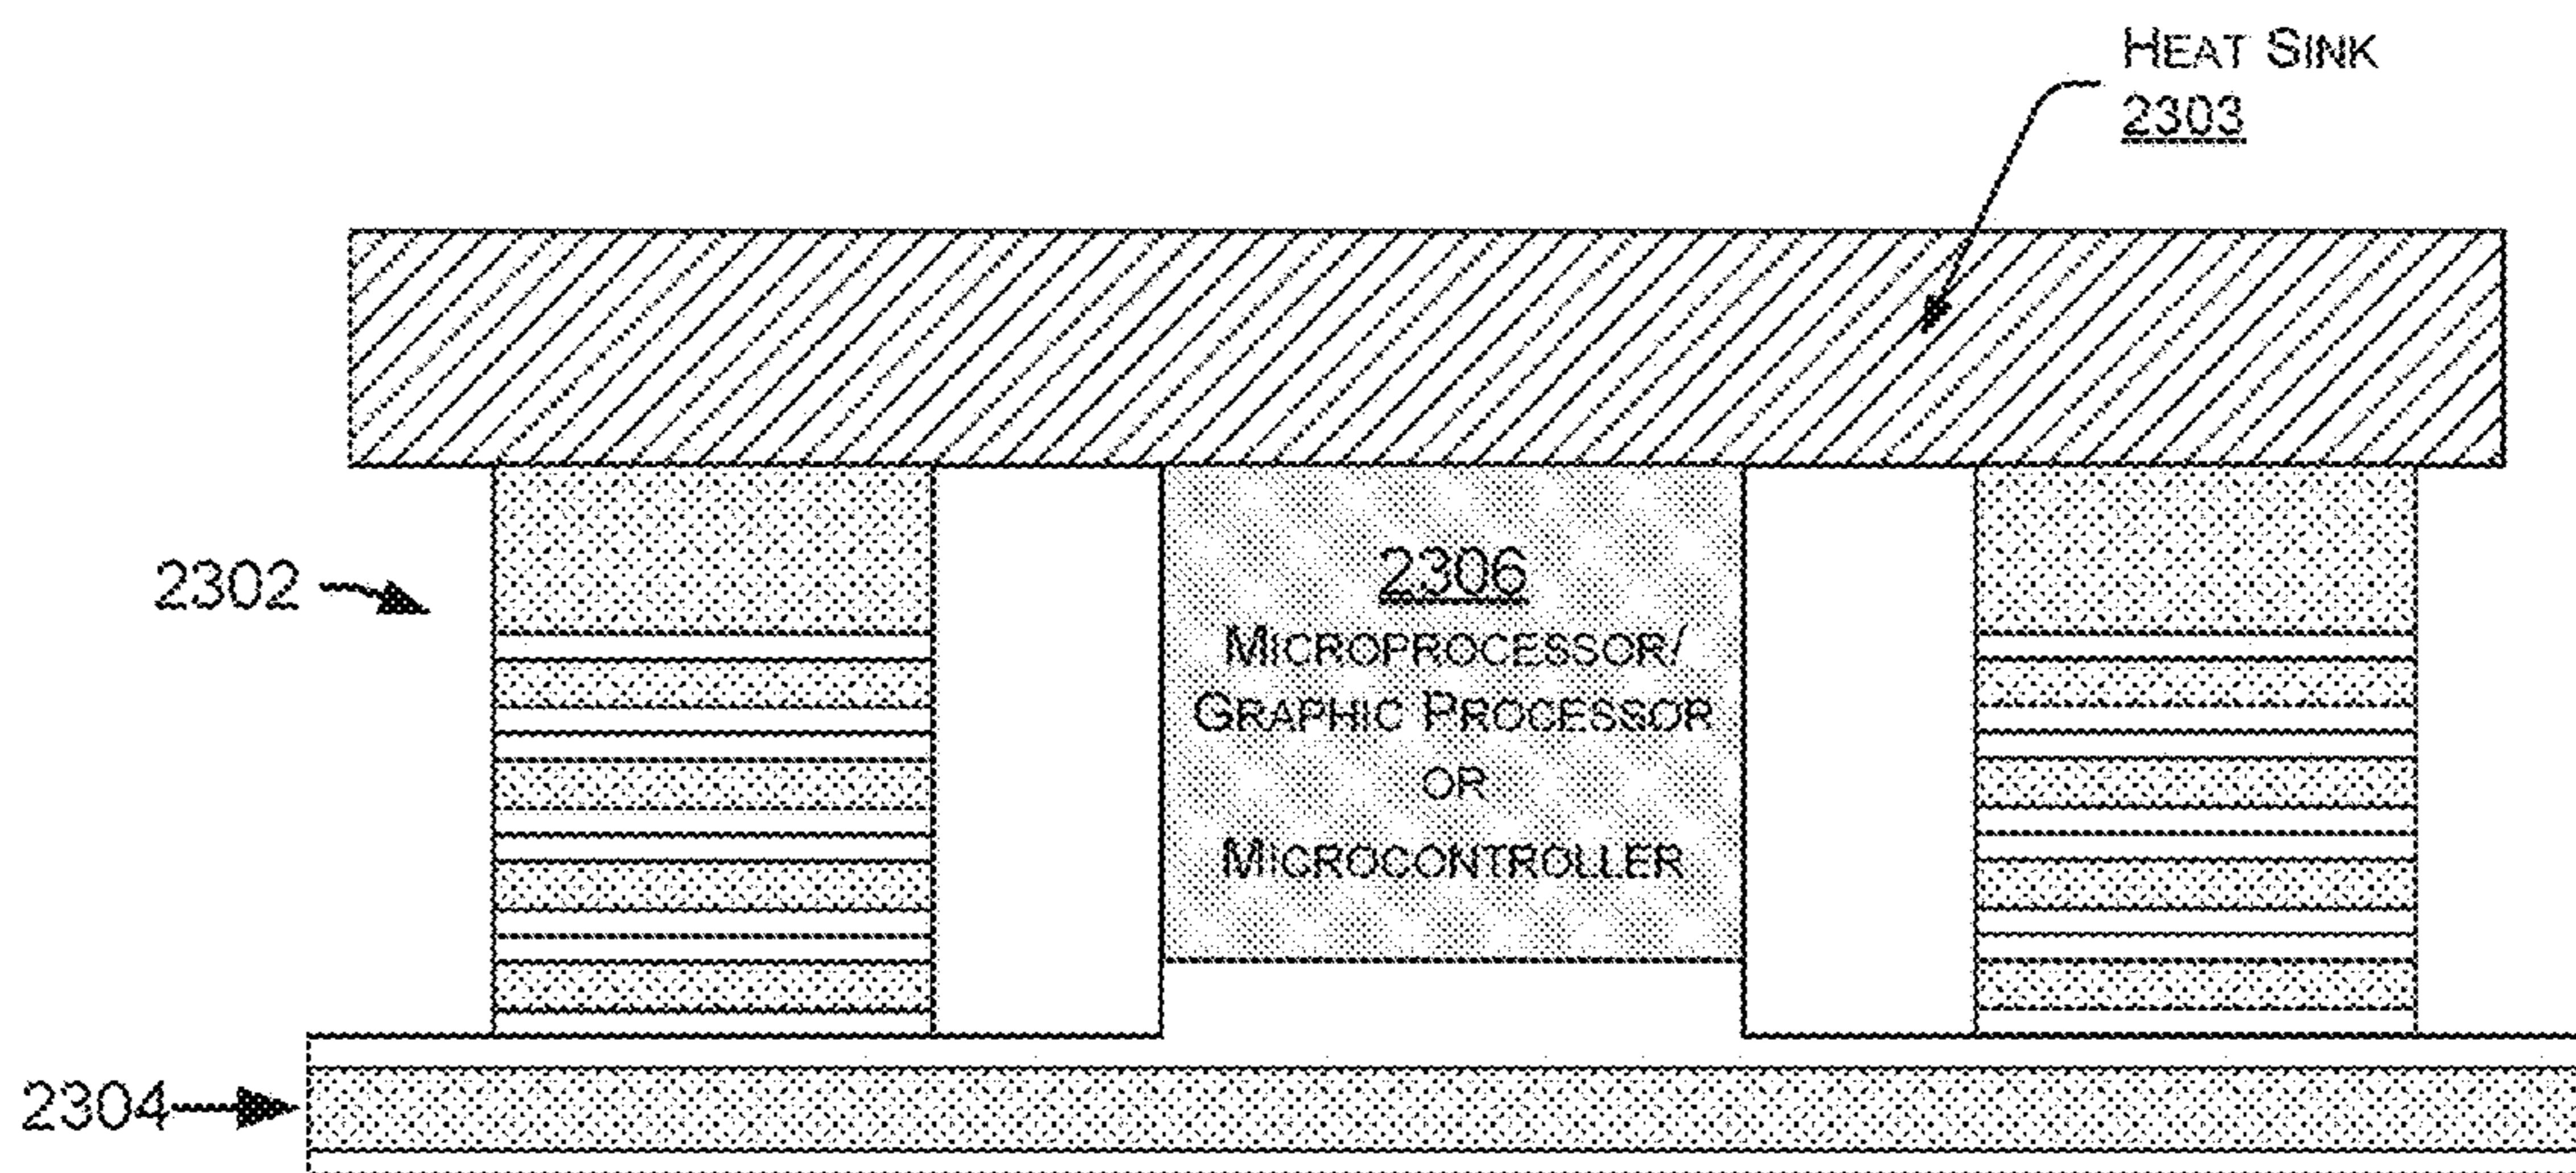 HEAT SINK
2303
2302
2306
MICROPROCESSOR/
GRAPHIC PROCESSOR
OR
MICROCONTROLLER
2304